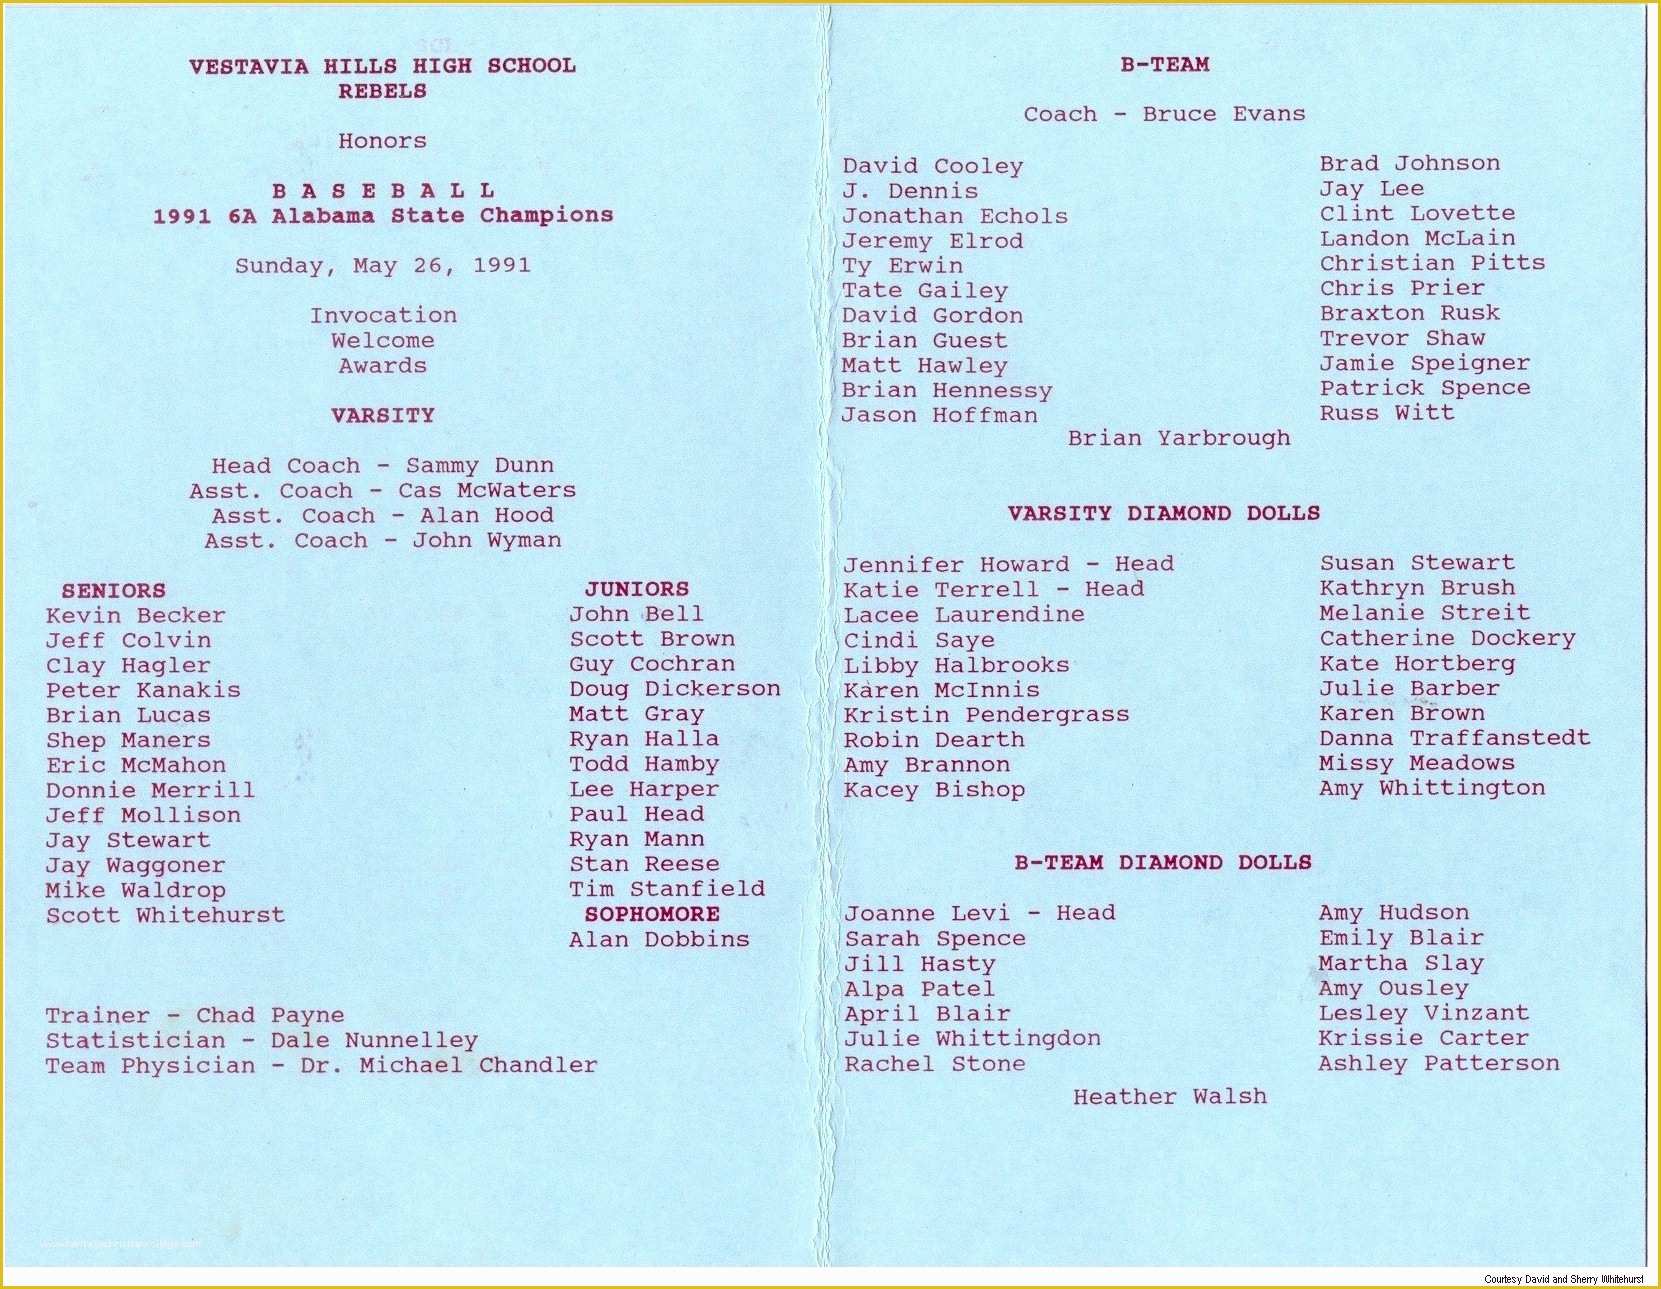 VESTAVIA HILLS HIGH SCHOOL
REBELS
Honors
B A S E B A L L
1991 6A Alabama State Champions
Sunday, May 26, 1991
Invocation
Welcome
Awards
VARSITY
Head Coach - Sammy Dunn
Asst. Coach - Cas McWaters
Asst. Coach - Alan Hood
Asst. Coach - John Wyman
SENIORS
Kevin Becker
Jeff Colvin
Clay Hagler
Peter Kanakis
Brian Lucas
Shep Maners
Eric McMahon
Donnie Merrill
Jeff Mollison
Jay Stewart
Jay Waggoner
Mike Waldrop
Scott Whitehurst
JUNIORS
John Bell
Scott Brown
Guy Cochran
Doug Dickerson
Matt Gray
Ryan Halla
Todd Hamby
Lee Harper
Paul Head
Ryan Mann
Stan Reese
Tim Stanfield
SOPHOMORE
Alan Dobbins
Trainer - Chad Payne
Statistician - Dale Nunnelley
Team Physician - Dr. Michael Chandler
B-TEAM
Coach - Bruce Evans
David Cooley
J. Dennis
Jonathan Echols
Jeremy Elrod
Ty Erwin
Tate Gailey
David Gordon
Brian Guest
Matt Hawley
Brian Hennessy
Jason Hoffman
Brad Johnson
Jay Lee
Clint Lovette
Landon McLain
Christian Pitts
Chris Prier
Braxton Rusk
Trevor Shaw
Jamie Speigner
Patrick Spence
Russ Witt
Brian Yarbrough
VARSITY DIAMOND DOLLS
Jennifer Howard - Head
Katie Terrell - Head
Lacee Laurendine
Cindi Saye
Libby Halbrooks
Karen McInnis
Kristin Pendergrass
Robin Dearth
Amy Brannon
Kacey Bishop
Susan Stewart
Kathryn Brush
Melanie Streit
Catherine Dockery
Kate Hortberg
Julie Barber
Karen Brown
Danna Traffanstedt
Missy Meadows
Amy Whittington
B-TEAM DIAMOND DOLLS
Joanne Levi - Head
Sarah Spence
Jill Hasty
Alpa Patel
April Blair
Julie Whittingdon
Rachel Stone
Amy Hudson
Emily Blair
Martha Slay
Amy Ousley
Lesley Vinzant
Krissie Carter
Ashley Patterson
Heather Walsh
Courtesy David and Sherry Whitehurst